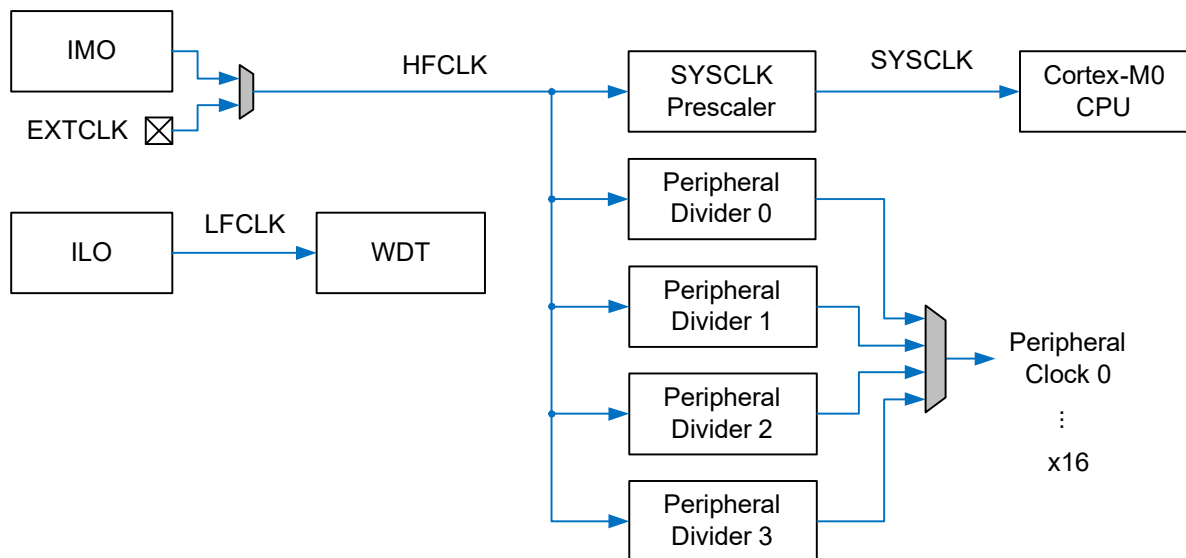 IMO
HFCLK
SYSCLK
Prescaler
SYSCLK
Cortex-M0
CPU
EXTCLK
ILO
LFCLK
WDT
Peripheral
Divider 0
Peripheral
Divider 1
Peripheral
Divider 2
Peripheral
Divider 3
Peripheral
Clock 0
⋮
x16